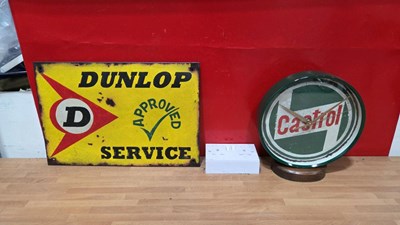 DUNLOP
D
APPROVED
SERVICE
Castrol